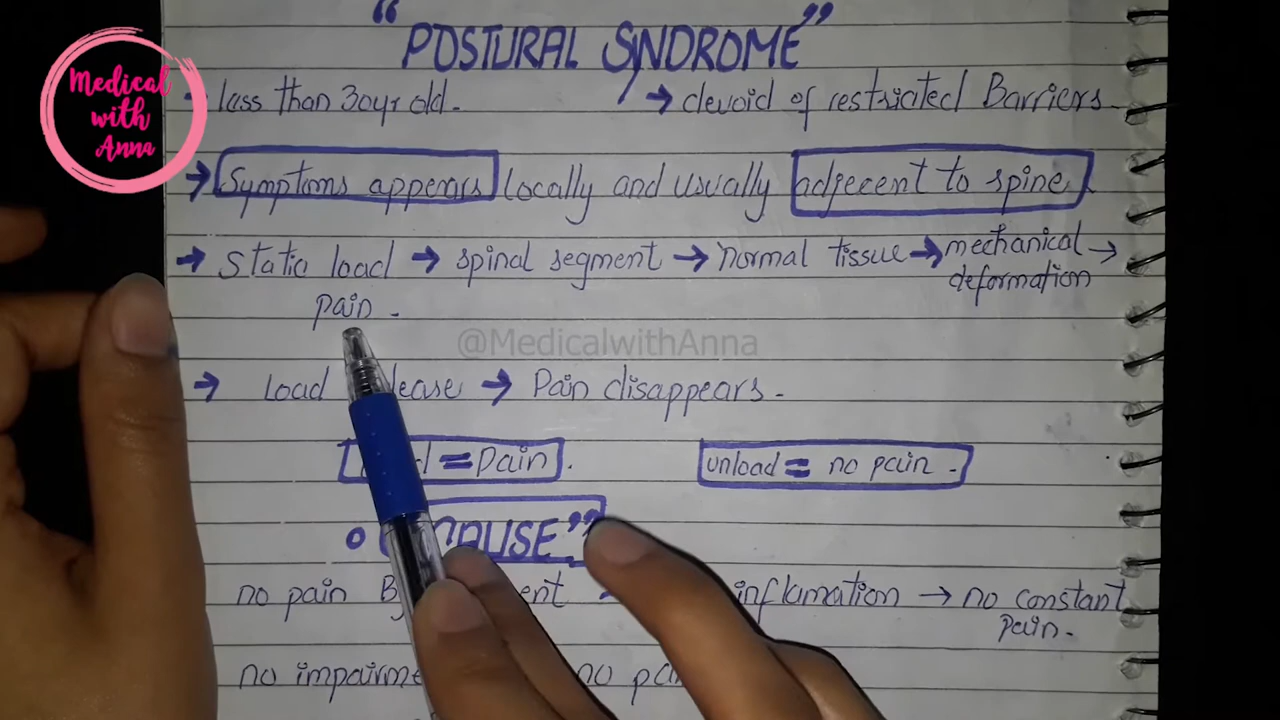 “POSTURAL SYNDROME”
Medical
with
Anna
less than 30yr old.
→ devoid of restricted Barriers.
→ Symptoms appears locally and usually adjecent to spine.
→ static load → spinal segment → normal tissue → mechanical deformation →
pain.
@MedicalwithAnna
→ Load → Pain disappears.
= Pain. unload = no pain.
CAUSE”
no pain inflamation → no constant
pain.
no no